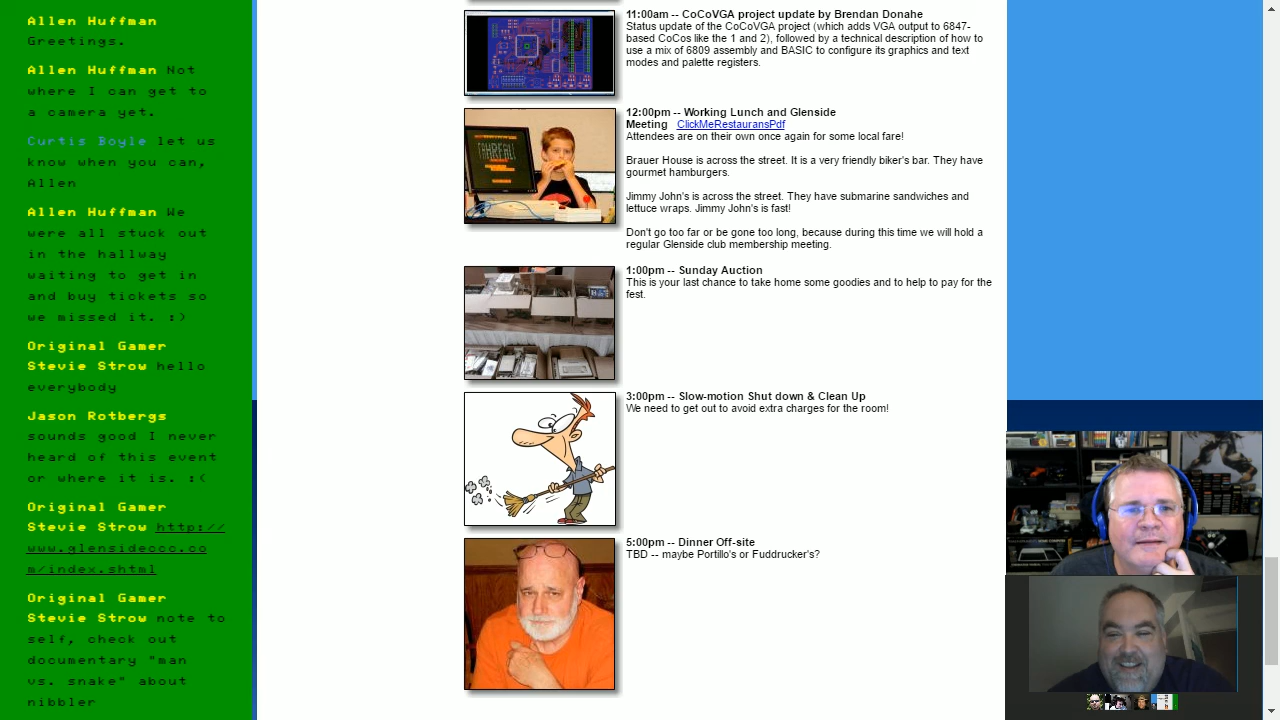 Allen Huffman
Greetings.
Allen Huffman Not
where I can get to
a camera yet.
Curtis Boyle let us
know when you can,
Allen
Allen Huffman We
were all stuck out
in the hallway
waiting to get in
and buy tickets so
we missed it. :)
Original Gamer
Stevie Strow hello
everybody
Jason Rotbergs
sounds good I never
heard of this event
or where it is. :(
Original Gamer
Stevie Strow http://
www.glensideccc.co
m/index.shtml
Original Gamer
Stevie Strow note to
self, check out
documentary "man
vs. snake" about
nibbler
11:00am -- CoCoVGA project update by Brendan Donahe
Status update of the CoCoVGA project (which adds VGA output to 6847-
based CoCos like the 1 and 2), followed by a technical description of how to
use a mix of 6809 assembly and BASIC to configure its graphics and text
modes and palette registers.
12:00pm -- Working Lunch and Glenside
Meeting ClickMeRestauransPdf
Attendees are on their own once again for some local fare!
Brauer House is across the street. It is a very friendly biker's bar. They have
gourmet hamburgers.
Jimmy John's is across the street. They have submarine sandwiches and
lettuce wraps. Jimmy John's is fast!
Don't go too far or be gone too long, because during this time we will hold a
regular Glenside club membership meeting.
1:00pm -- Sunday Auction
This is your last chance to take home some goodies and to help to pay for the
fest.
3:00pm -- Slow-motion Shut down & Clean Up
We need to get out to avoid extra charges for the room!
5:00pm -- Dinner Off-site
TBD -- maybe Portillo's or Fuddrucker's?